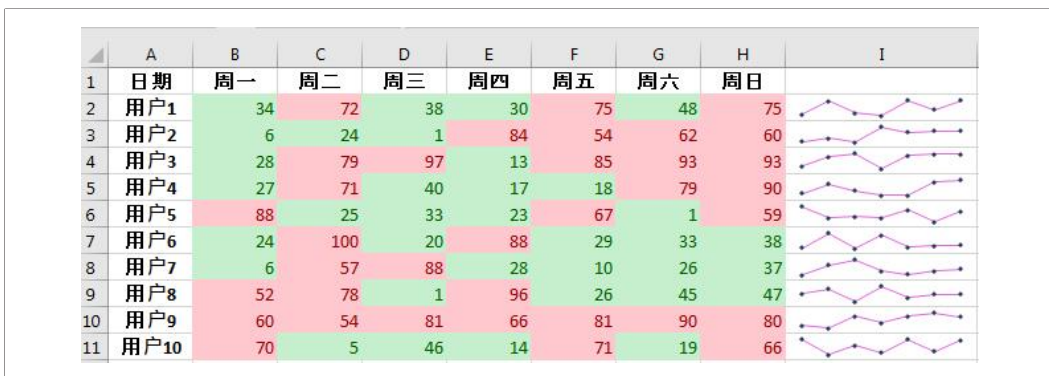 A B C D E F G H I
1 日期 周一 周二 周三 周四 周五 周六 周日
2 用户1 34 72 38 30 75 48 75
3 用户2 6 24 1 84 54 62 60
4 用户3 28 79 97 13 85 93 93
5 用户4 27 71 40 17 18 79 90
6 用户5 88 25 33 23 67 1 59
7 用户6 24 100 20 88 29 33 38
8 用户7 6 57 88 28 10 26 37
9 用户8 52 78 1 96 26 45 47
10 用户9 60 54 81 66 81 90 80
11 用户10 70 5 46 14 71 19 66